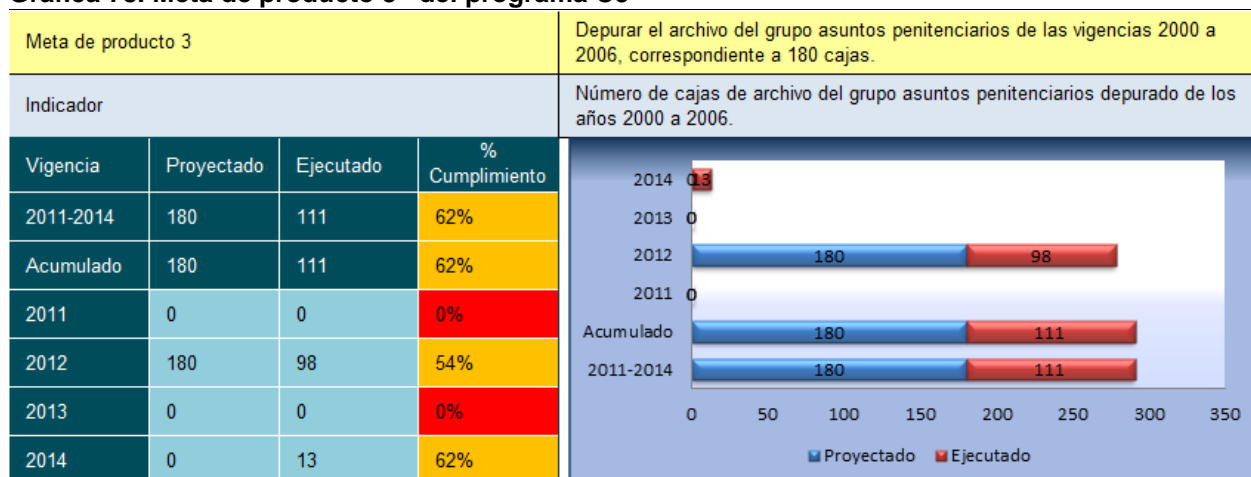 Meta de producto 3
Depurar el archivo del grupo asuntos penitenciarios de las vigencias 2000 a
2006, correspondiente a 180 cajas.
Indicador
Número de cajas de archivo del grupo asuntos penitenciarios depurado de los
años 2000 a 2006.
Vigencia Proyectado Ejecutado % Cumplimiento
2011-2014 180 111 62%
Acumulado 180 111 62%
2011 0 0 0%
2012 180 98 54%
2013 0 0 0%
2014 0 13 62%
2014 0 13
2013 0
2012 180 98
2011 0
Acumulado 180 111
2011-2014 180 111
0 50 100 150 200 250 300 350
Proyectado Ejecutado